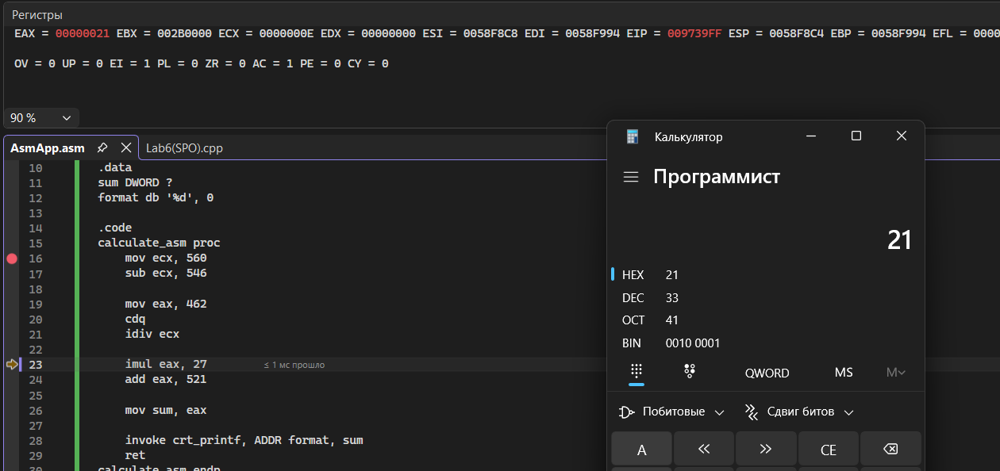 Регистры
EAX = 00000021 EBX = 002B0000 ECX = 0000000E EDX = 00000000 ESI = 0058F8C8 EDI = 0058F994 EIP = 009739FF ESP = 0058F8C4 EBP = 0058F994 EFL = 0000
OV = 0 UP = 0 EI = 1 PL = 0 ZR = 0 AC = 1 PE = 0 CY = 0
90 %
AsmApp.asm
Lab6(SPO).cpp
10 .data
11 sum DWORD ?
12 format db '%d', 0
13
14 .code
15 calculate_asm proc
16 mov ecx, 560
17 sub ecx, 546
18
19 mov eax, 462
20 cdq
21 idiv ecx
22
23 imul eax, 27 ≤ 1 мс прошло
24 add eax, 521
25
26 mov sum, eax
27
28 invoke crt_printf, ADDR format, sum
29 ret
30 calculate_asm endp
Калькулятор
Программист
21
HEX 21
DEC 33
OCT 41
BIN 0010 0001
QWORD MS M
Побитовые Сдвиг битов
A << >> CE